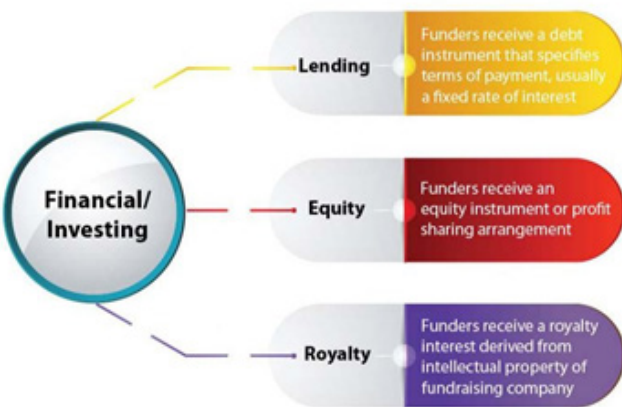 Financial/
Investing
Lending
Funders receive a debt
instrument that specifies
terms of payment, usually
a fixed rate of interest
Equity
Funders receive an
equity instrument or profit
sharing arrangement
Royalty
Funders receive a royalty
interest derived from
intellectual property of
fundraising company